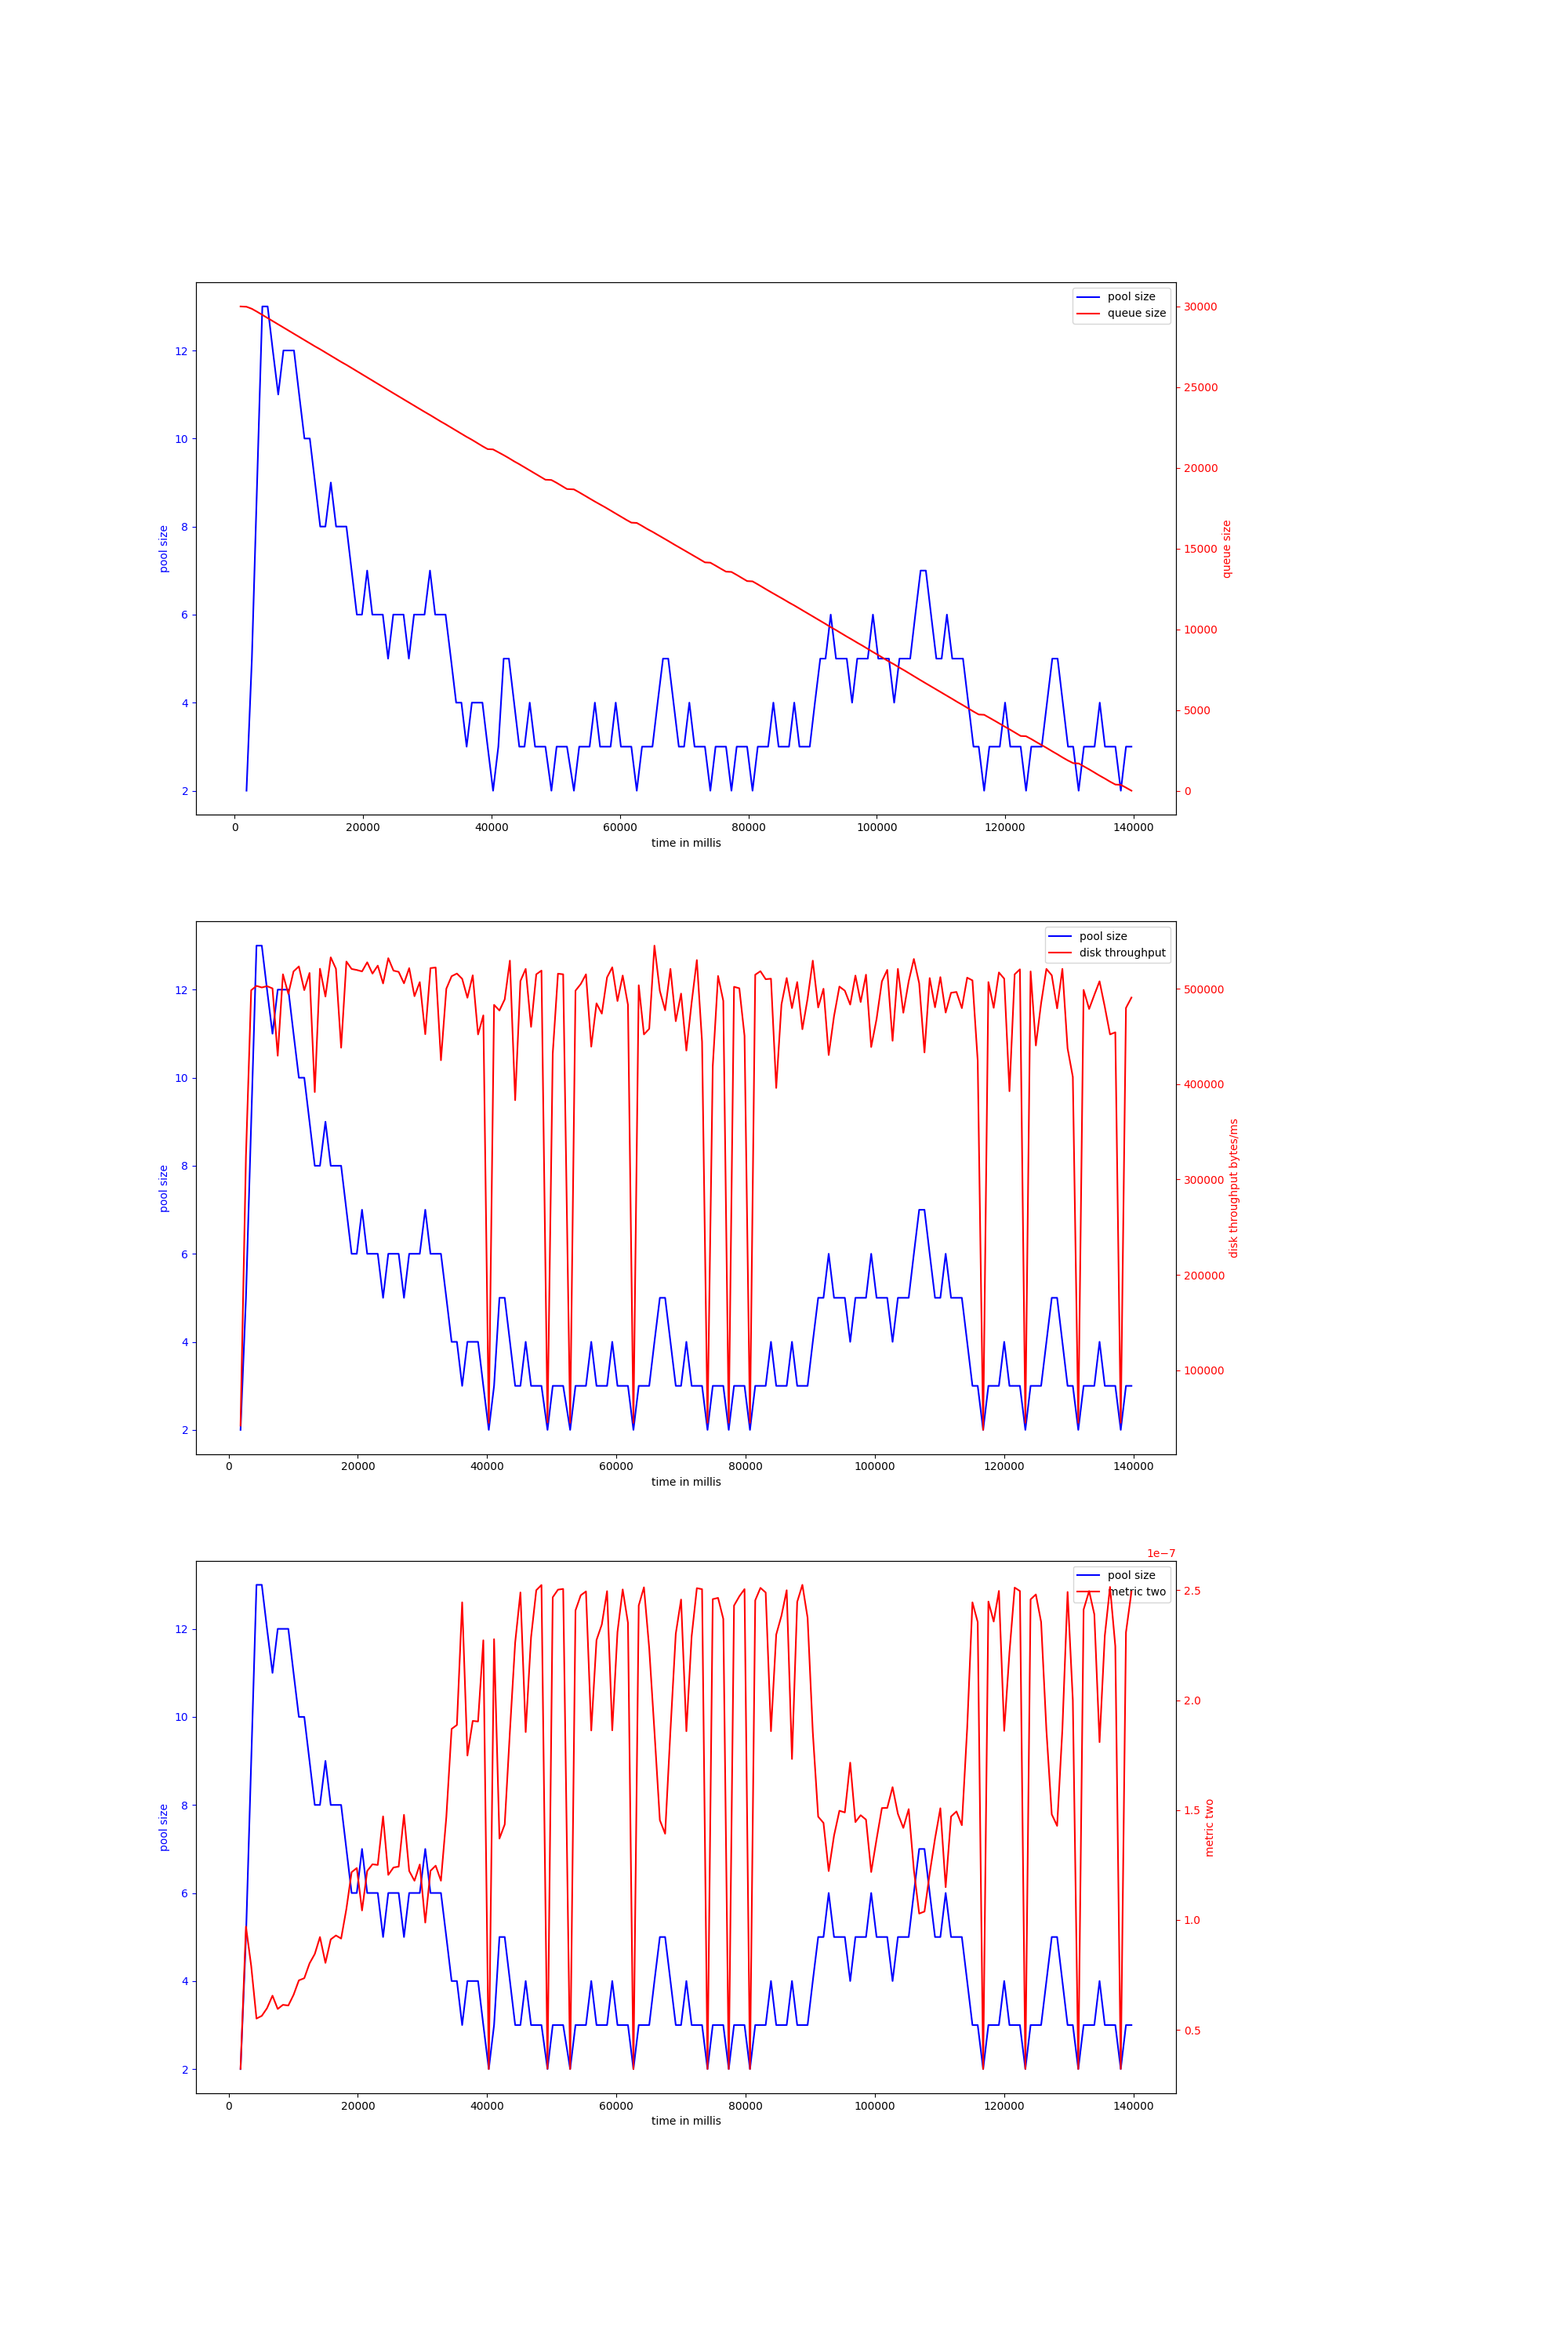 pool size
queue size
12
10
8
6
4
2
pool size
30000
25000
20000
15000
10000
5000
0
queue size
0 20000 40000 60000 80000 100000 120000 140000
time in millis
pool size
disk throughput
12
10
8
6
4
2
pool size
500000
400000
300000
200000
100000
disk throughput bytes/ms
0 20000 40000 60000 80000 100000 120000 140000
time in millis
1e−7
pool size
metric two
12
10
8
6
4
2
pool size
2.5
2.0
1.5
1.0
0.5
metric two
0 20000 40000 60000 80000 100000 120000 140000
time in millis